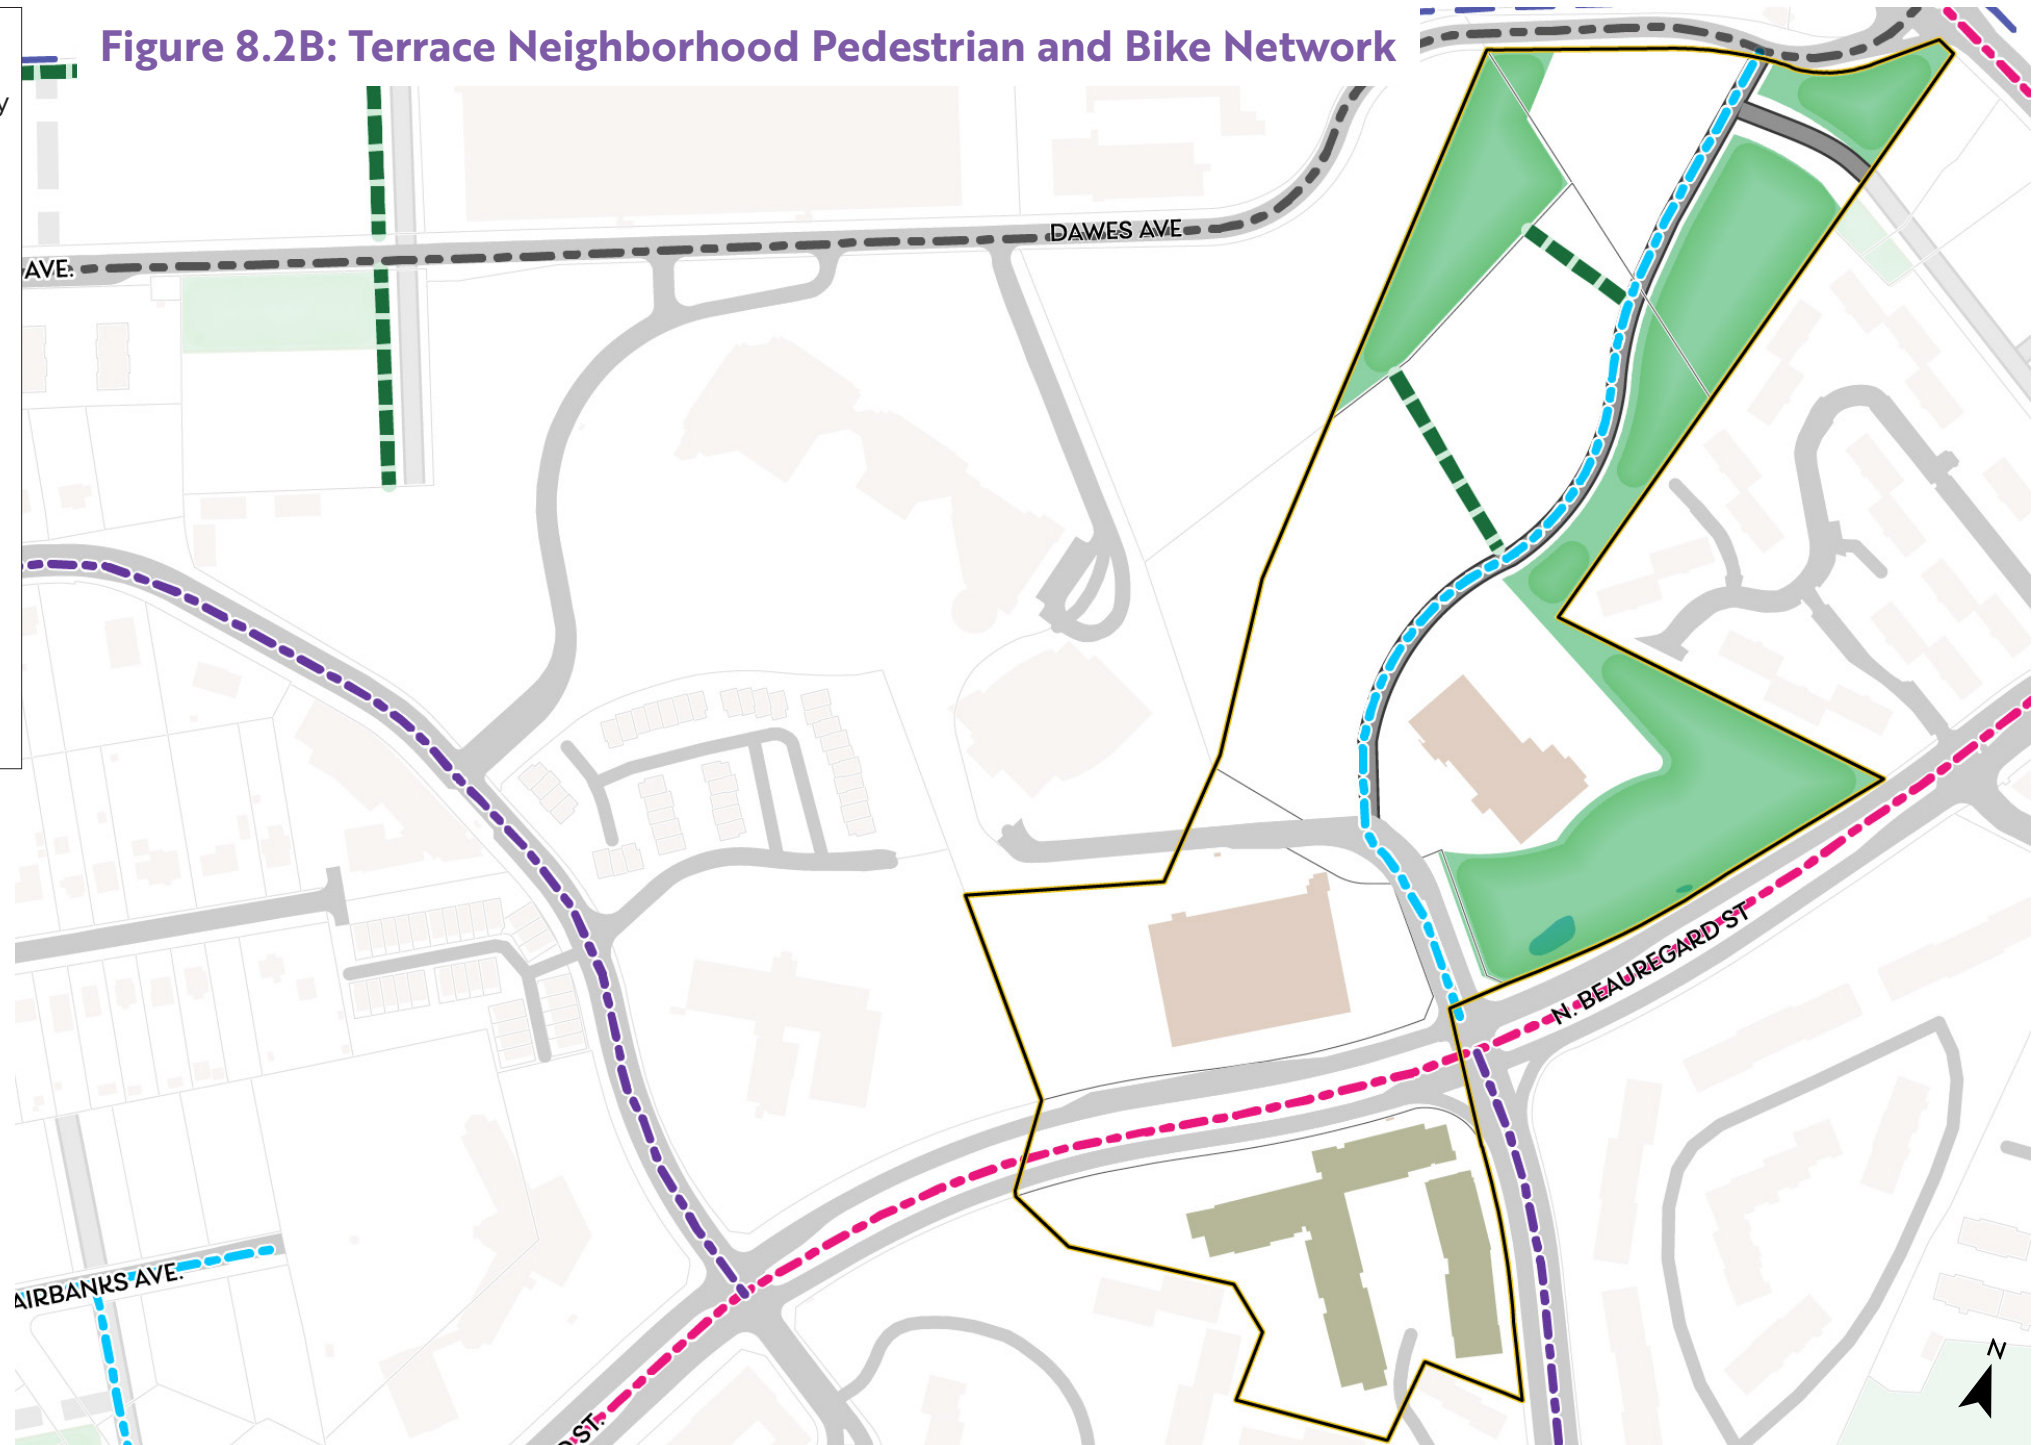 Figure 8.2B: Terrace Neighborhood Pedestrian and Bike Network
y
DAWES AVE
AVE.
N. BEAUREGARD ST
AIRBANKS AVE.
ST.
N